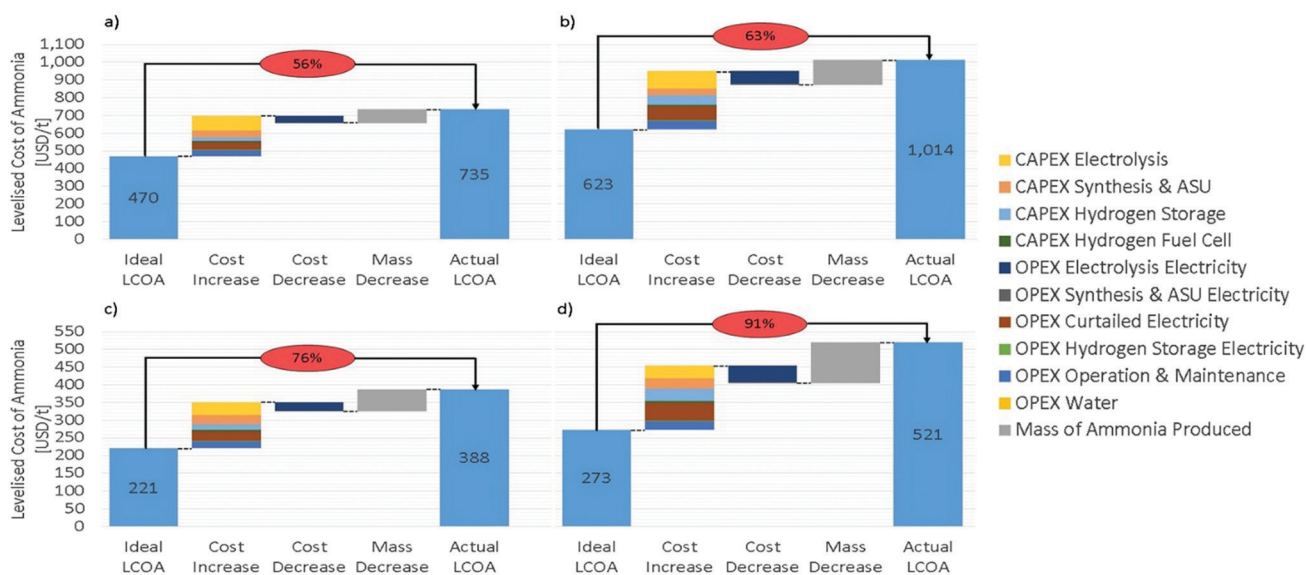 a)
Levelised Cost of Ammonia
[USD/t]
1,100
1,000
900
800
700
600
500
400
300
200
100
0
56%
470
735
Ideal Cost Cost Mass Actual
LCOA Increase Decrease Decrease LCOA
b)
63%
623
1,014
Ideal Cost Cost Mass Actual
LCOA Increase Decrease Decrease LCOA
c)
Levelised Cost of Ammonia
[USD/t]
550
500
450
400
350
300
250
200
150
100
50
0
76%
221
388
Ideal Cost Cost Mass Actual
LCOA Increase Decrease Decrease LCOA
d)
91%
273
521
Ideal Cost Cost Mass Actual
LCOA Increase Decrease Decrease LCOA
CAPEX Electrolysis
CAPEX Synthesis & ASU
CAPEX Hydrogen Storage
CAPEX Hydrogen Fuel Cell
OPEX Electrolysis Electricity
OPEX Synthesis & ASU Electricity
OPEX Curtailed Electricity
OPEX Hydrogen Storage Electricity
OPEX Operation & Maintenance
OPEX Water
Mass of Ammonia Produced